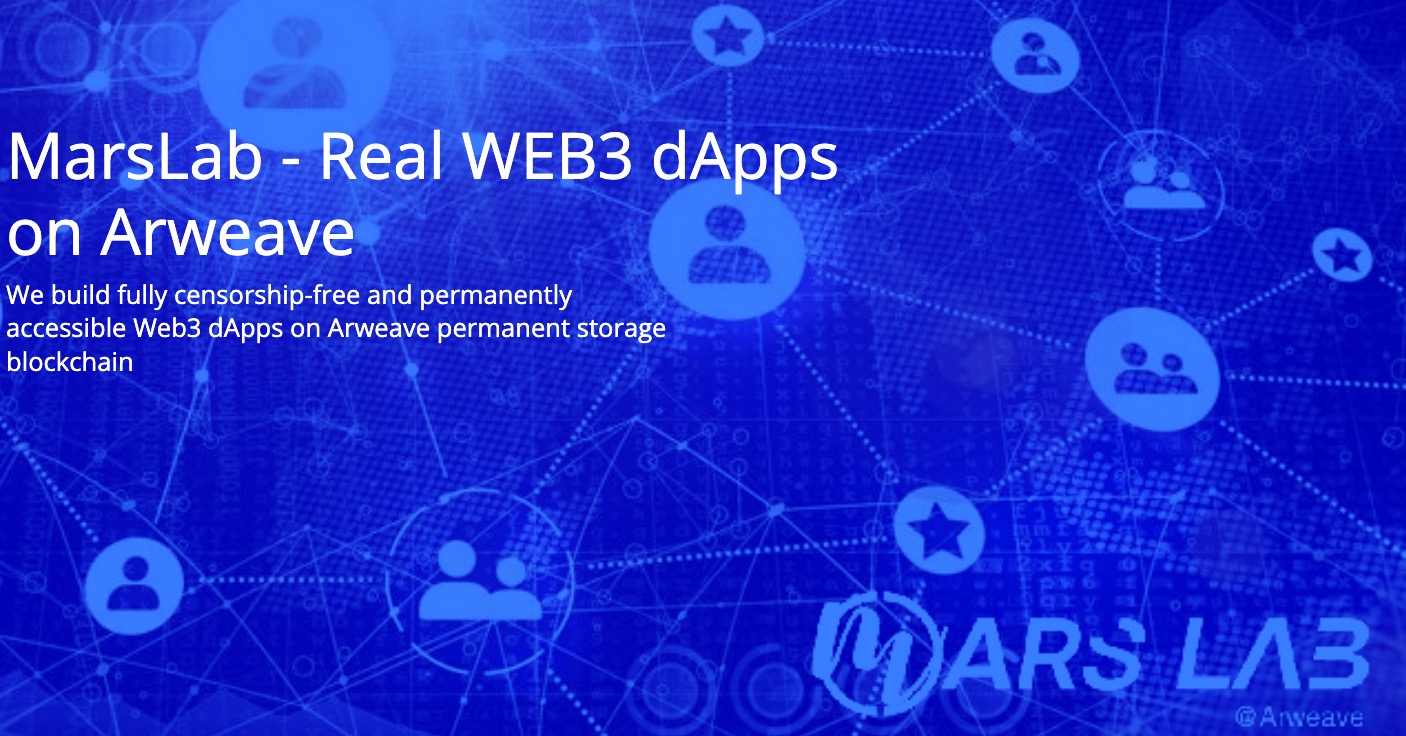 MarsLab - Real WEB3 dApps
on Arweave
We build fully censorship-free and permanently
accessible Web3 dApps on Arweave permanent storage
blockchain
MARS LAB
@Arweave